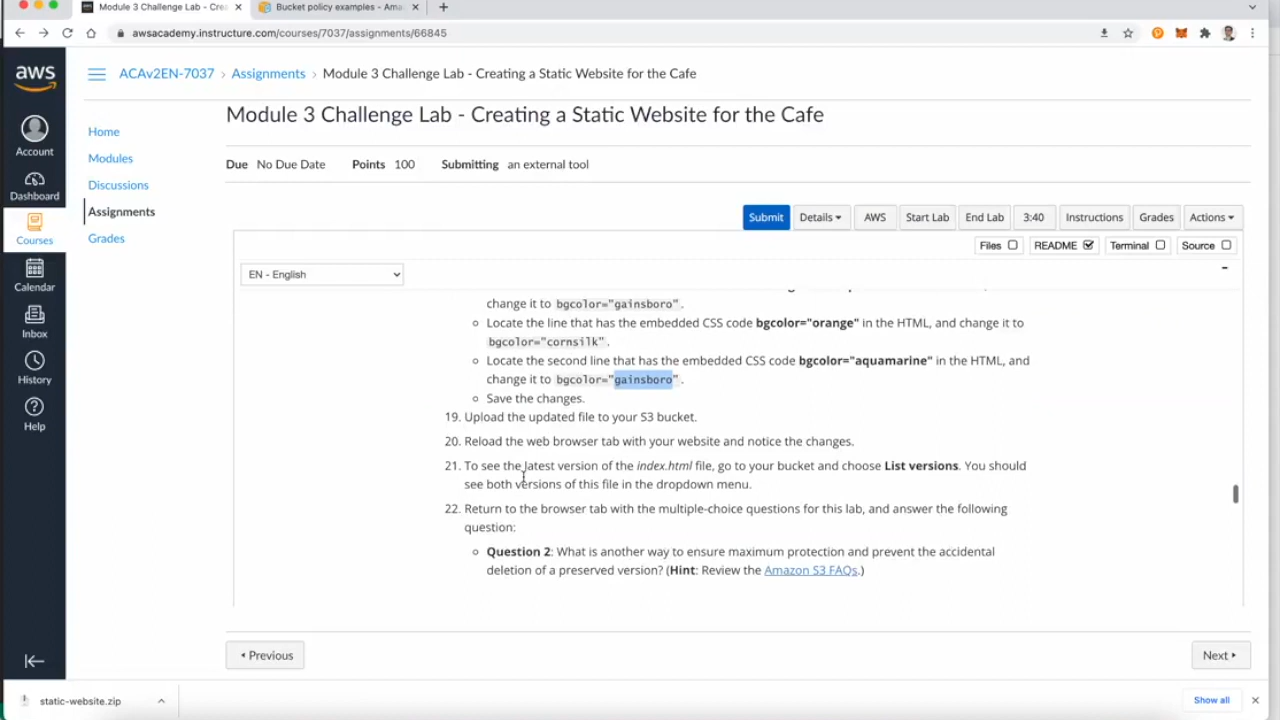 Module 3 Challenge Lab - Crea
Bucket policy examples - Ama
awsacademy.instructure.com/courses/7037/assignments/66845
aws
Account
Dashboard
Courses
Calendar
Inbox
History
Help
ACAv2EN-7037 › Assignments › Module 3 Challenge Lab - Creating a Static Website for the Cafe
Home
Modules
Discussions
Assignments
Grades
Module 3 Challenge Lab - Creating a Static Website for the Cafe
Due No Due Date Points 100 Submitting an external tool
Submit Details AWS Start Lab End Lab 3:40 Instructions Grades Actions
Files README Terminal Source
EN - English
change it to bgcolor="gainsboro".
Locate the line that has the embedded CSS code bgcolor="orange" in the HTML, and change it to
bgcolor="cornsilk".
Locate the second line that has the embedded CSS code bgcolor="aquamarine" in the HTML, and
change it to bgcolor="gainsboro".
Save the changes.
19. Upload the updated file to your S3 bucket.
20. Reload the web browser tab with your website and notice the changes.
21. To see the latest version of the index.html file, go to your bucket and choose List versions. You should
see both versions of this file in the dropdown menu.
22. Return to the browser tab with the multiple-choice questions for this lab, and answer the following
question:
Question 2: What is another way to ensure maximum protection and prevent the accidental
deletion of a preserved version? (Hint: Review the Amazon S3 FAQs.)
Previous
Next
static-website.zip
Show all